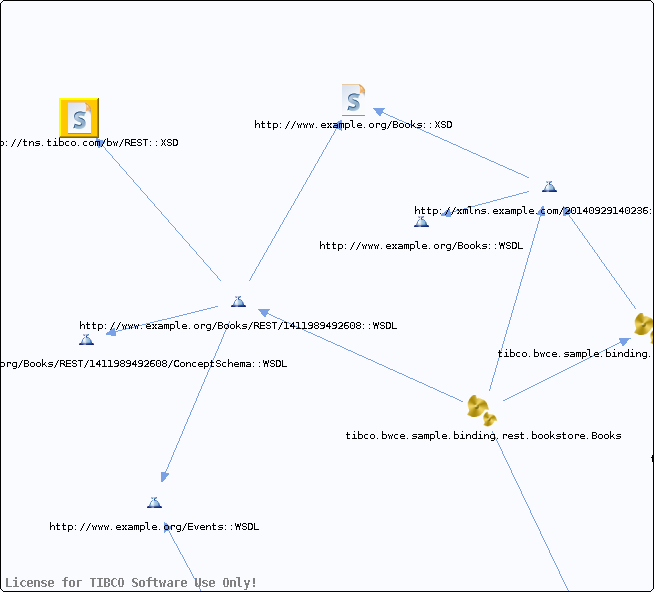 p://tns.tibco.com/bw/REST::XSD
http://www.example.org/Books::XSD
http://xmlns.example.com/20140929140236:
http://www.example.org/Books::WSDL
http://www.example.org/Books/REST/1411989492608::WSDL
tibco.bwce.sample.binding.
org/Books/REST/1411989492608/ConceptSchema::WSDL
tibco.bwce.sample.binding.rest.bookstore.Books
http://www.example.org/Events::WSDL
License for TIBCO Software Use Only!